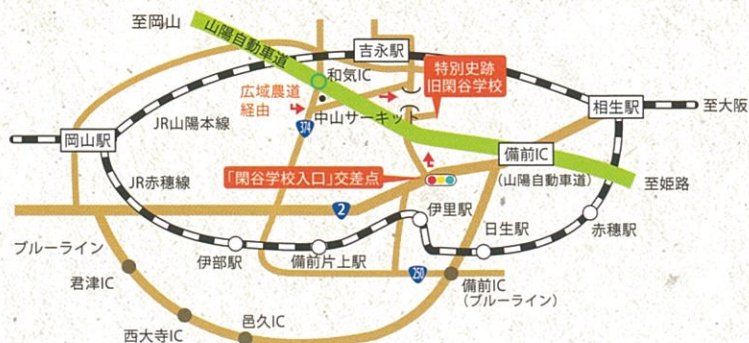 至岡山
山陽自動車道
吉永駅
和気IC
特別史跡
旧閑谷学校
広域農道
経由
相生駅
至大阪
374
中山サーキット
JR山陽本線
岡山駅
備前IC
(山陽自動車道)
「閑谷学校入口」交差点
至姫路
JR赤穂線
2
伊里駅
日生駅
赤穂駅
ブルーライン
伊部駅
備前片上駅
250
君津IC
備前IC
(ブルーライン)
西大寺IC
邑久IC